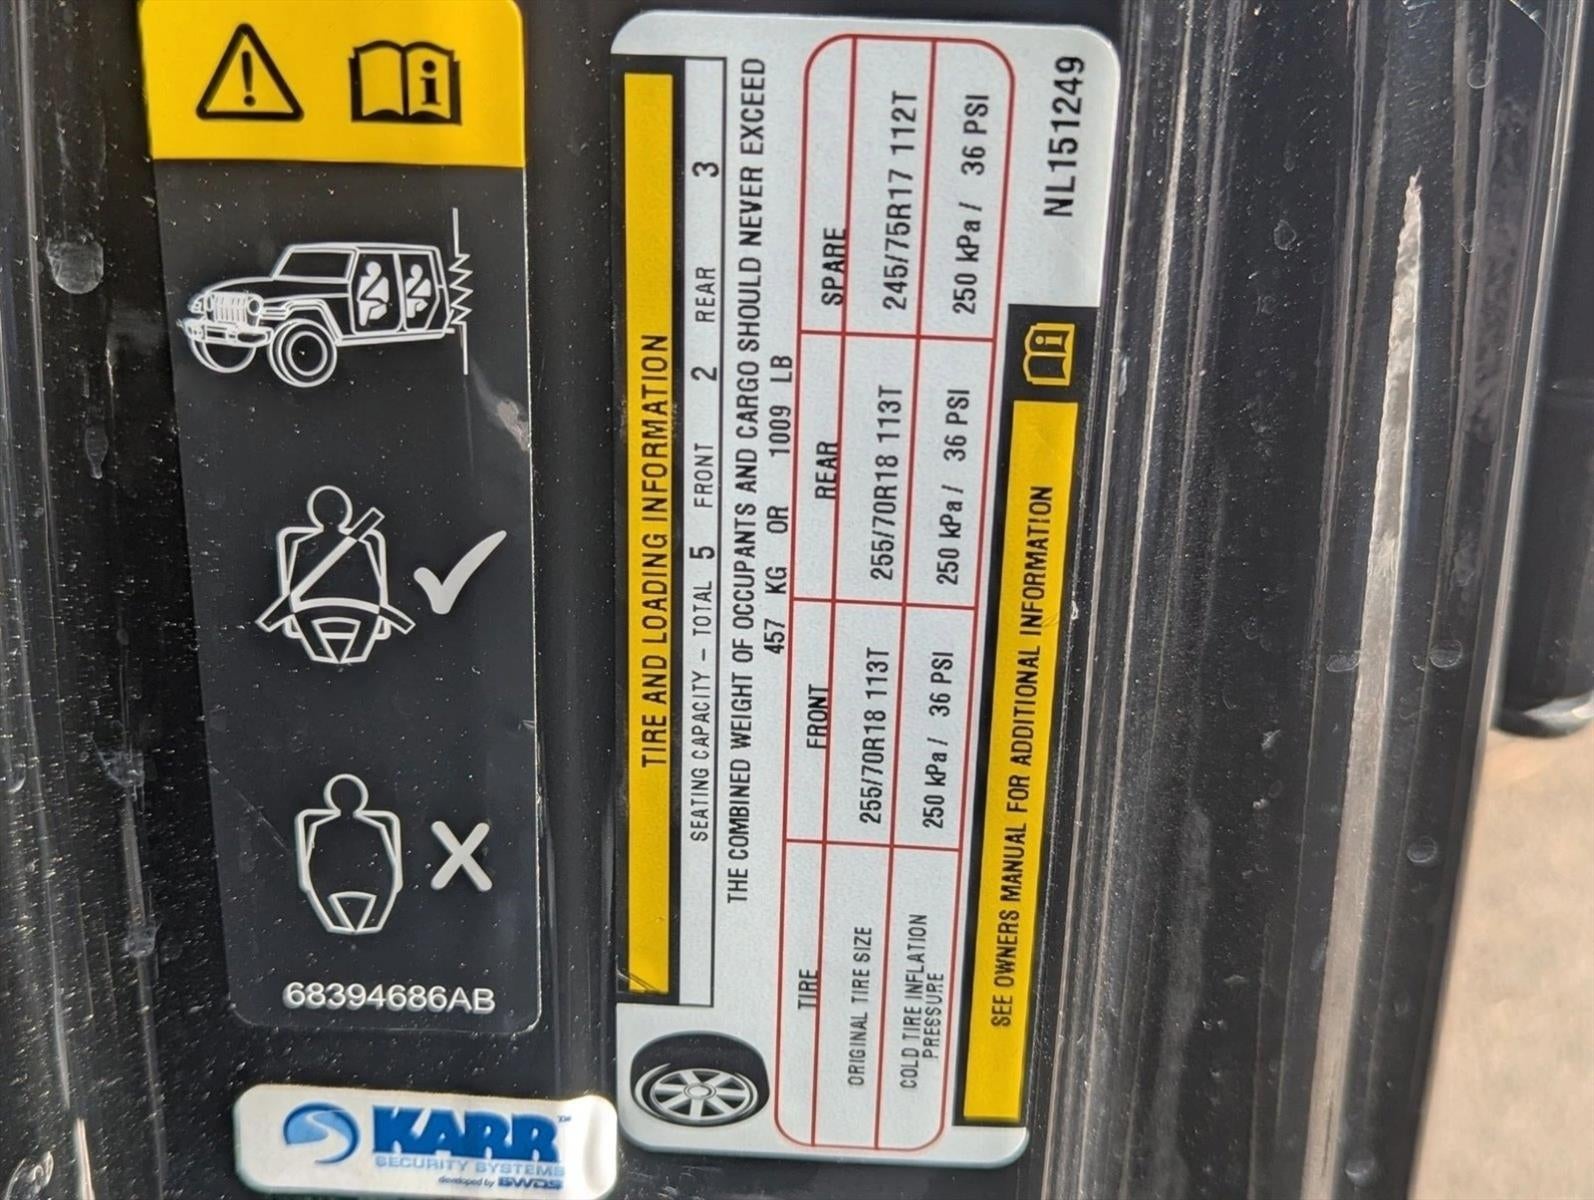 68394686AB
KARR™
SECURITY SYSTEMS
developed by SWDS
TIRE AND LOADING INFORMATION
SEATING CAPACITY – TOTAL 5 FRONT 2 REAR 3
THE COMBINED WEIGHT OF OCCUPANTS AND CARGO SHOULD NEVER EXCEED
457 KG OR 1009 LB
TIRE FRONT REAR SPARE
ORIGINAL TIRE SIZE 255/70R18 113T 255/70R18 113T 245/75R17 112T
COLD TIRE INFLATION
PRESSURE 250 kPa / 36 PSI 250 kPa / 36 PSI 250 kPa / 36 PSI
SEE OWNERS MANUAL FOR ADDITIONAL INFORMATION
NL151249